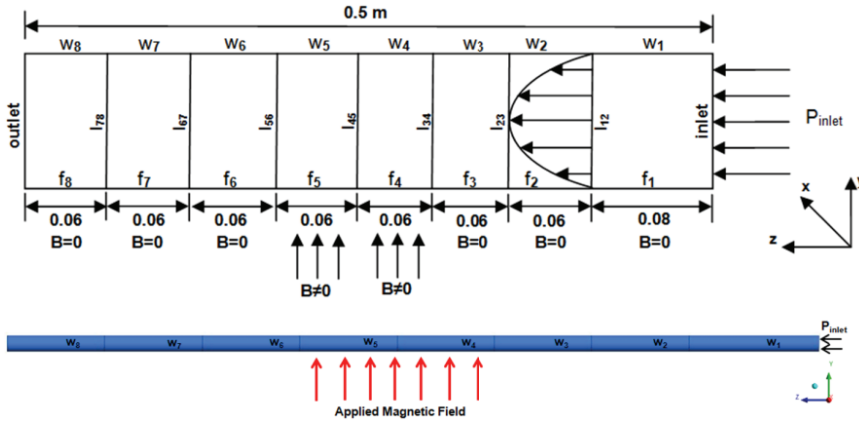 0.5 m
w8 w7 w6 w5 w4 w3 w2 w1
outlet I78 I67 I56 I45 I34 I23 I12 inlet
Pinlet
f8 f7 f6 f5 f4 f3 f2 f1
y
x
z
0.06 0.06 0.06 0.06 0.06 0.06 0.06 0.08
B=0 B=0 B=0 B=0 B=0 B=0
B≠0 B≠0
Pinlet
w8 w7 w6 w5 w4 w3 w2 w1
Applied Magnetic Field
Y
Z